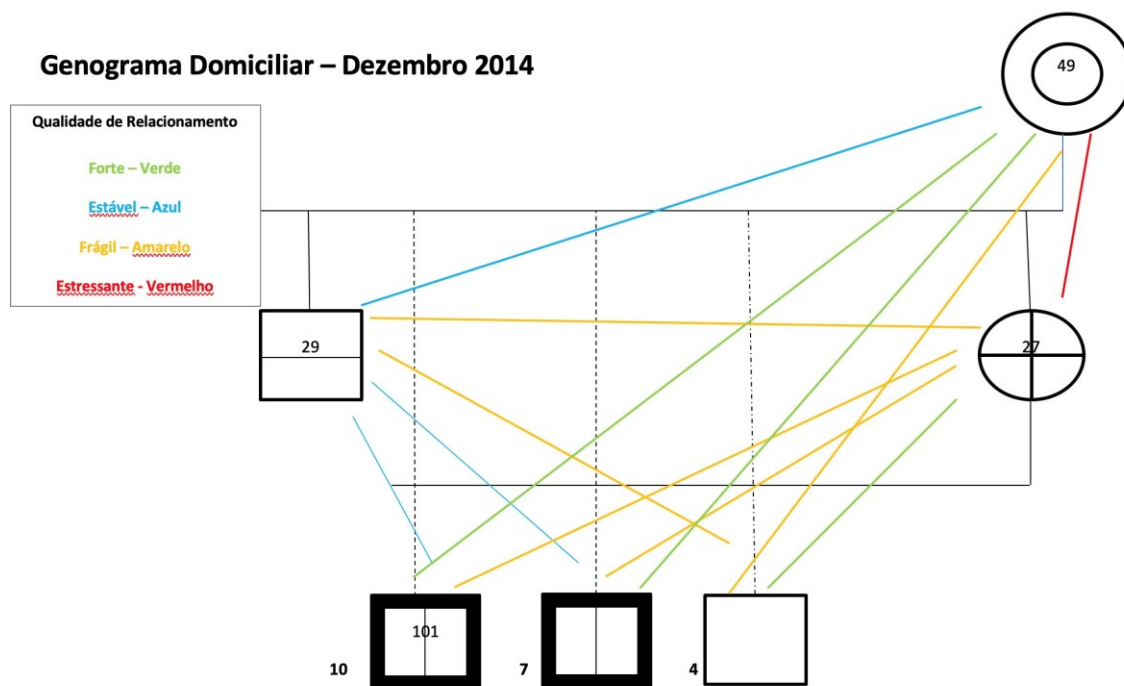 Genograma Domiciliar – Dezembro 2014
49
Qualidade de Relacionamento
Forte – Verde
Estável – Azul
Frágil – Amarelo
Estressante - Vermelho
29
27
101
10
7
4